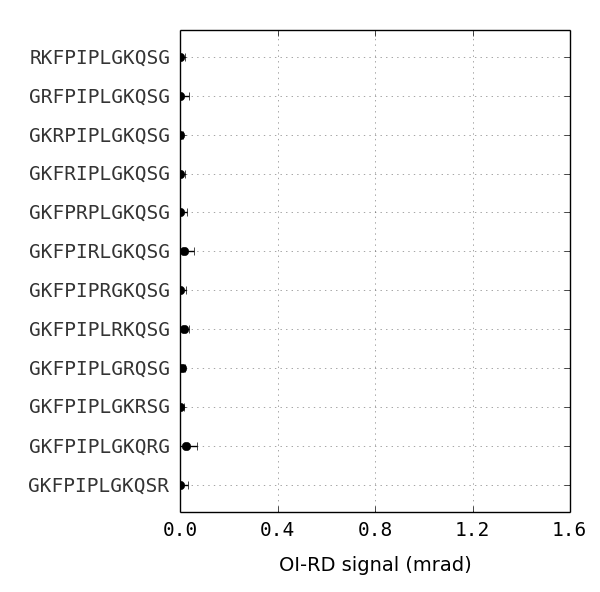 RKFPIPLGKQSG
GRFPIPLGKQSG
GKRPIPLGKQSG
GKFRIPLGKQSG
GKFPRPLGKQSG
GKFPIRLGKQSG
GKFPIPRGKQSG
GKFPIPLRKQSG
GKFPIPLGRQSG
GKFPIPLGKRSG
GKFPIPLGKQRG
GKFPIPLGKQSR
0.0 0.4 0.8 1.2 1.6
OI-RD signal (mrad)